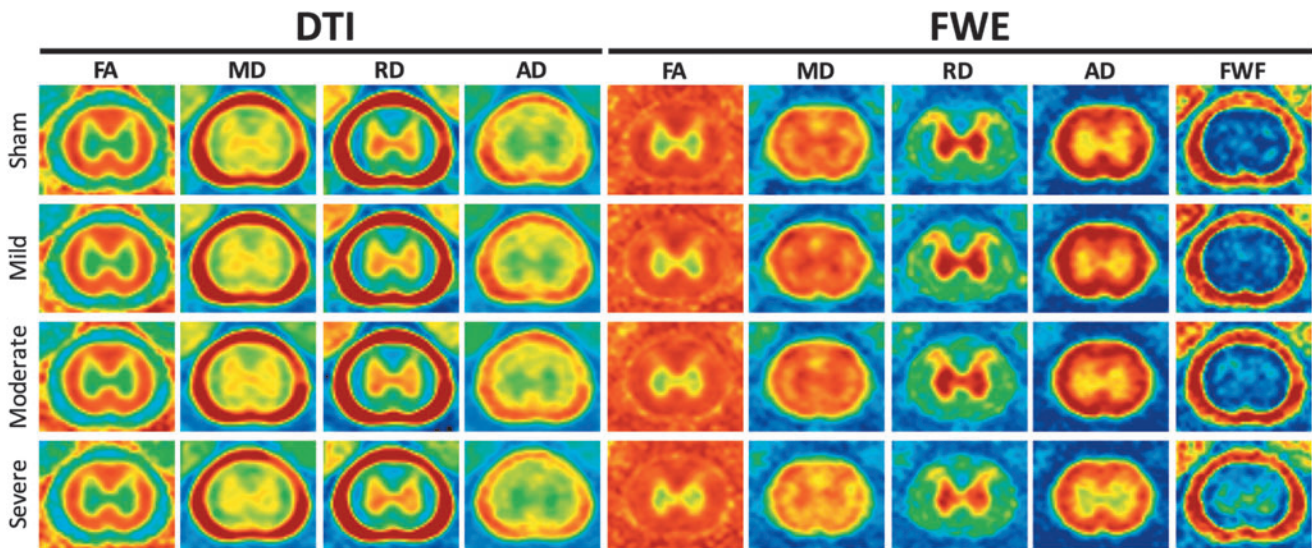 DTI FWE
FA MD RD AD FA MD RD AD FWF
Sham
Mild
Moderate
Severe